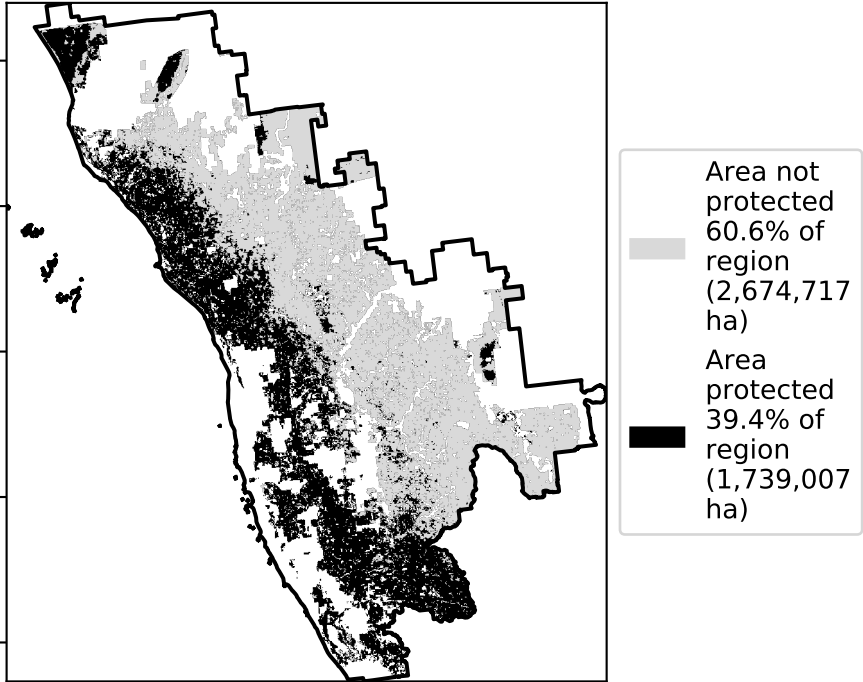 Area not
protected
60.6% of
region
(2,674,717
ha)
Area
protected
39.4% of
region
(1,739,007
ha)